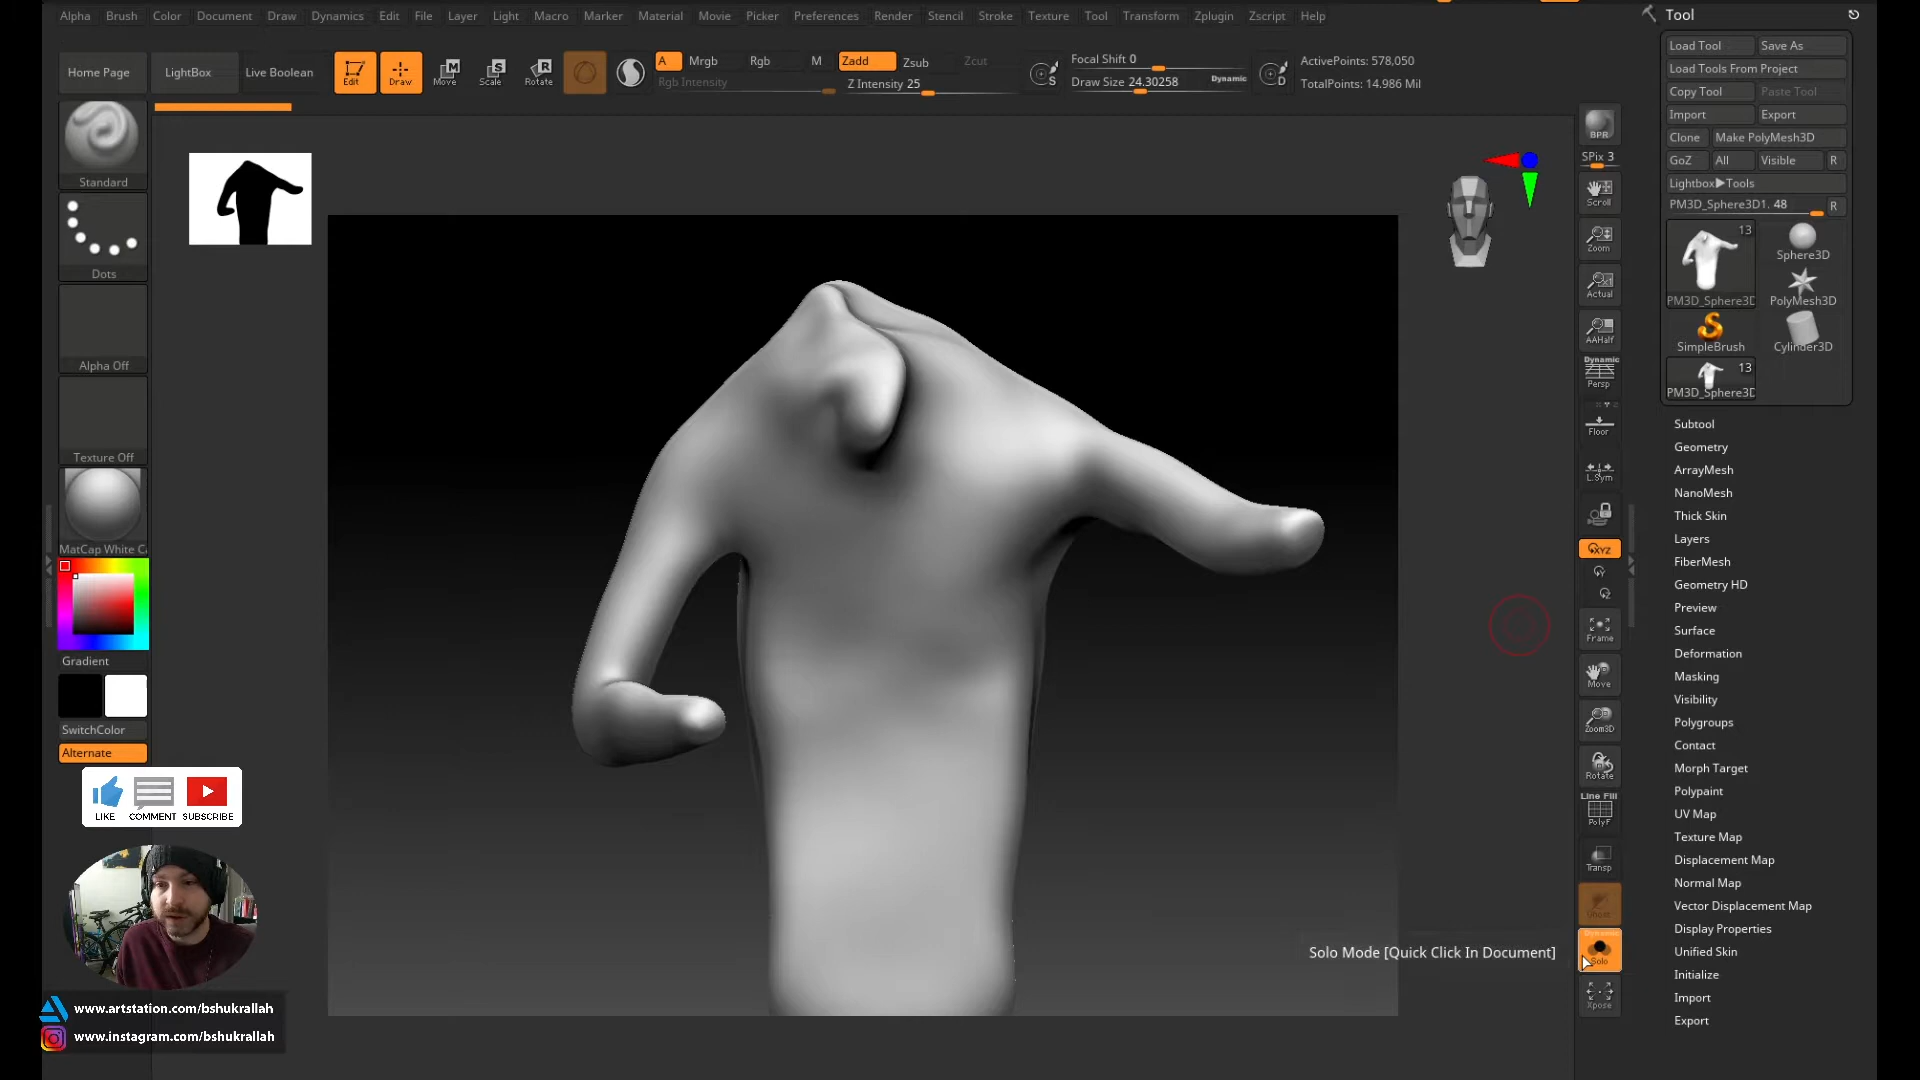 Alpha Brush Color Document Draw Dynamics Edit File Layer Light Macro Marker Material Movie Picker Preferences Render Stencil Stroke Texture Tool Transform Zplugin Zscript Help
Tool
Home Page
LightBox
Live Boolean
Edit
Draw
Move
Scale
Rotate
A
Mrgb
Rgb
M
Zadd
Zsub
Zcut
Rgb Intensity
Z Intensity 25
Focal Shift 0
Draw Size 24.30258
Dynamic
ActivePoints: 578,050
TotalPoints: 14.986 Mil
Standard
Dots
Alpha Off
Texture Off
MatCap White C
Gradient
SwitchColor
Alternate
LIKE
COMMENT
SUBSCRIBE
www.artstation.com/bshukrallah
www.instagram.com/bshukrallah
Solo Mode [Quick Click In Document]
BPR
SPix 3
Scroll
Zoom
Actual
AAHalf
Dynamic
Persp
Floor
L.Sym
XYZ
Frame
Move
Zoom3D
Rotate
Line Fill
PolyF
Transp
Ghost
Dynamic
Solo
Xpose
Load Tool
Save As
Load Tools From Project
Copy Tool
Paste Tool
Import
Export
Clone
Make PolyMesh3D
GoZ
All
Visible
R
Lightbox▶Tools
PM3D_Sphere3D1. 48
R
13
PM3D_Sphere3D
Sphere3D
PolyMesh3D
SimpleBrush
Cylinder3D
13
PM3D_Sphere3D
Subtool
Geometry
ArrayMesh
NanoMesh
Thick Skin
Layers
FiberMesh
Geometry HD
Preview
Surface
Deformation
Masking
Visibility
Polygroups
Contact
Morph Target
Polypaint
UV Map
Texture Map
Displacement Map
Normal Map
Vector Displacement Map
Display Properties
Unified Skin
Initialize
Import
Export